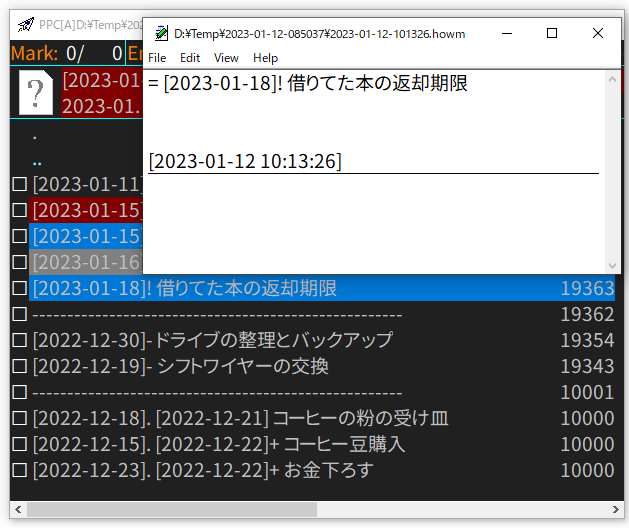 PPC[A]D:¥Temp¥202
D:¥Temp¥2023-01-12-085037¥2023-01-12-101326.howm
File Edit View Help
= [2023-01-18]! 借りてた本の返却期限
[2023-01-12 10:13:26]
Mark: 0/ 0
[2023-01
2023-01.
.
..
[2023-01-11]
[2023-01-15]
[2023-01-15]
[2023-01-16]
[2023-01-18]! 借りてた本の返却期限 19363
----------------------------------------------------- 19362
[2022-12-30]- ドライブの整理とバックアップ 19354
[2022-12-19]- シフトワイヤーの交換 19343
----------------------------------------------------- 10001
[2022-12-18]. [2022-12-21] コーヒーの粉の受け皿 10000
[2022-12-15]. [2022-12-22]+ コーヒー豆購入 10000
[2022-12-23]. [2022-12-22]+ お金下ろす 10000